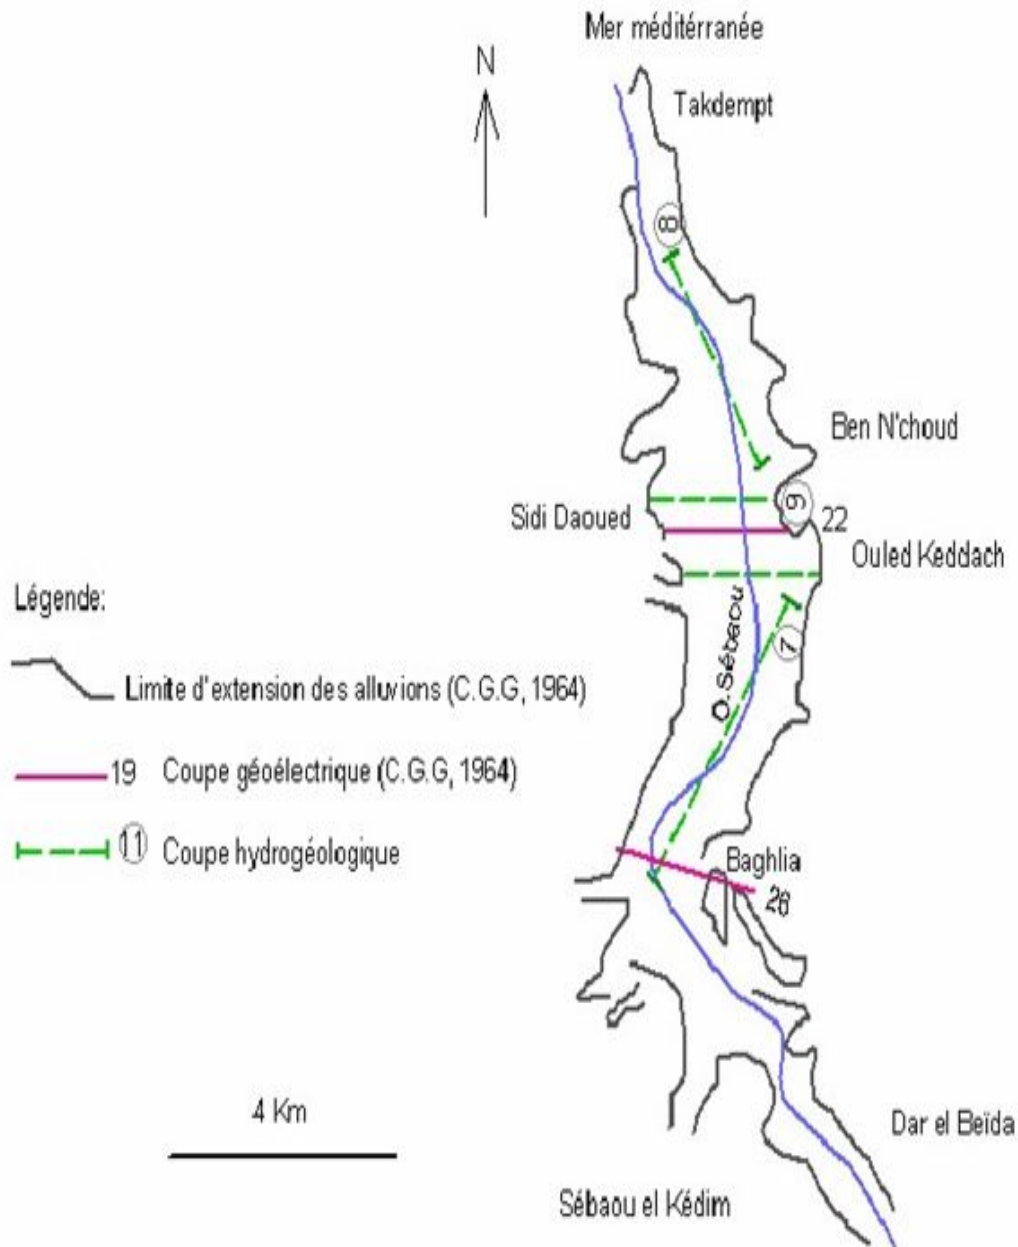 Mer méditérranée
N
Takdempt
8
Ben N'choud
9
22
Sidi Daoued
Ouled Keddach
Légende:
O. Sébaou
7
Limite d'extension des alluvions (C.G.G, 1964)
19 Coupe géoélectrique (C.G.G, 1964)
11 Coupe hydrogéologique
Baghlia
26
4 Km
Dar el Beïda
Sébaou el Kédim